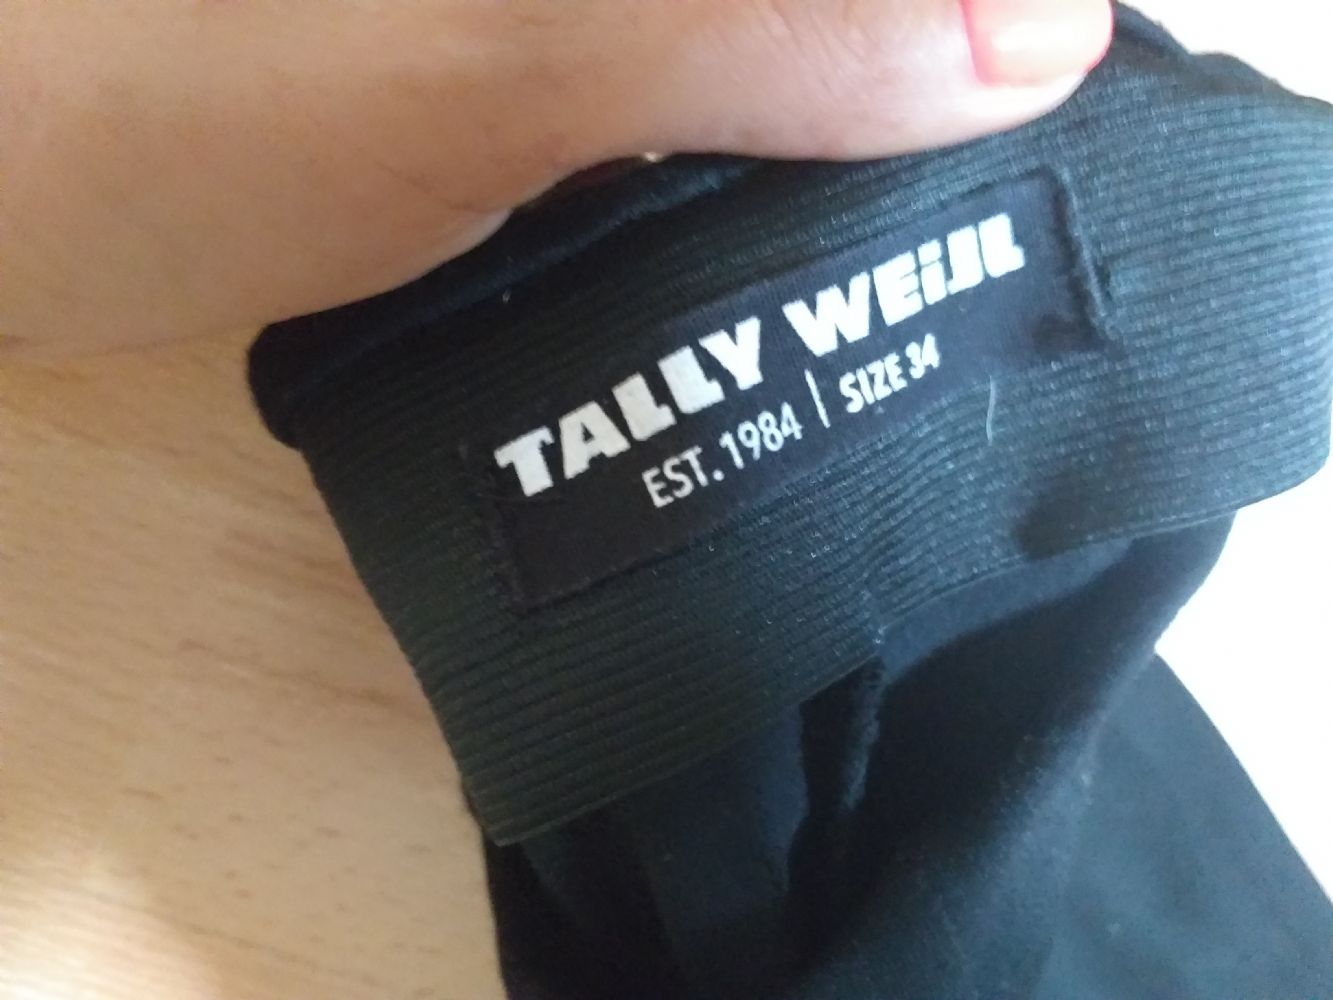 TALLY WEiJL
EST. 1984 | SIZE 34